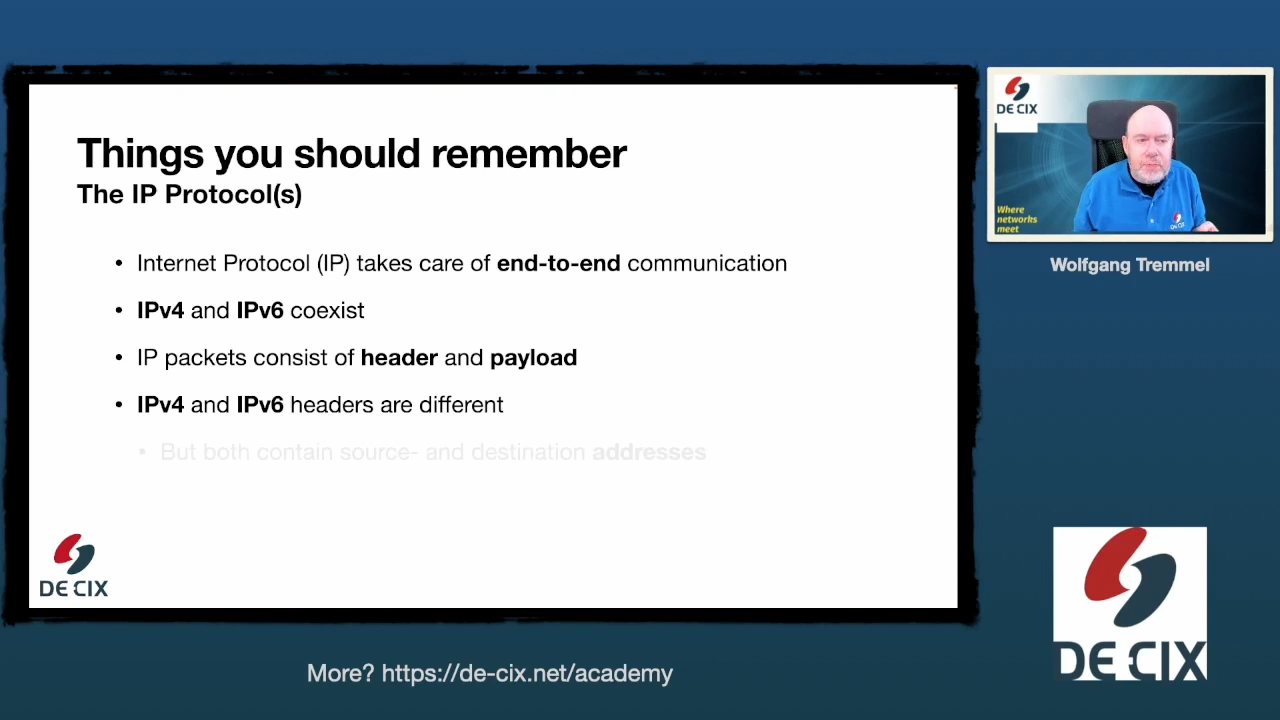 Things you should remember
The IP Protocol(s)
• Internet Protocol (IP) takes care of end-to-end communication
• IPv4 and IPv6 coexist
• IP packets consist of header and payload
• IPv4 and IPv6 headers are different
• But both contain source- and destination addresses
DE CIX
DE CIX
Where
networks
meet
Wolfgang Tremmel
DE CIX
More? https://de-cix.net/academy